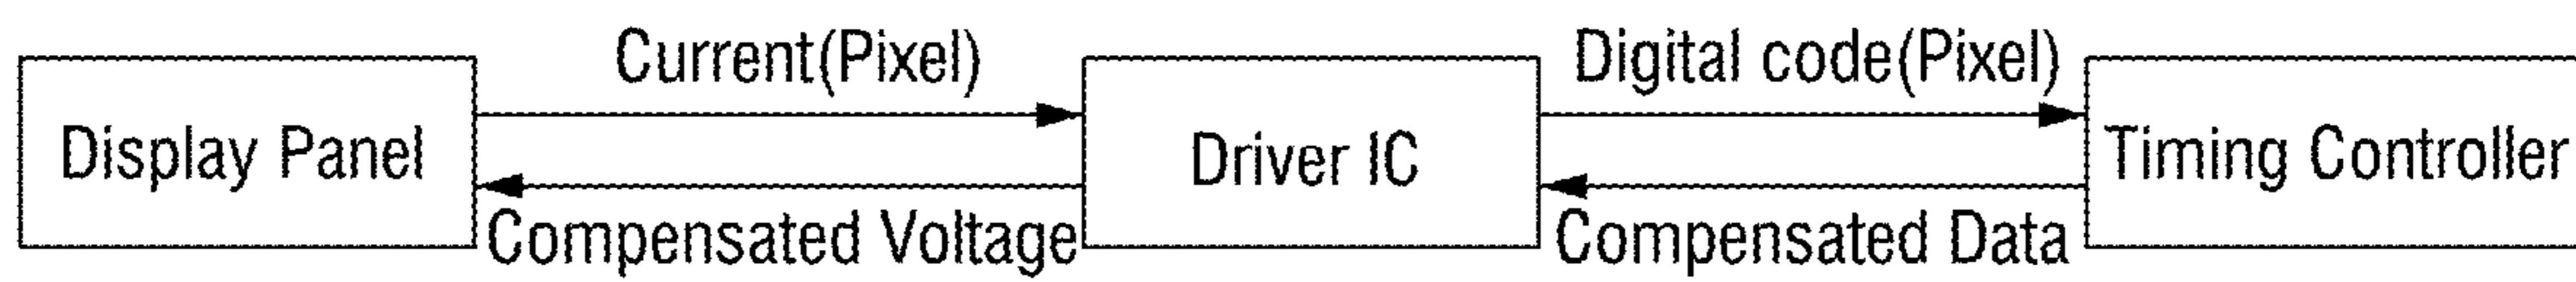 Current(Pixel)
Digital code(Pixel)
Display Panel
Driver IC
Timing Controller
Compensated Voltage
Compensated Data